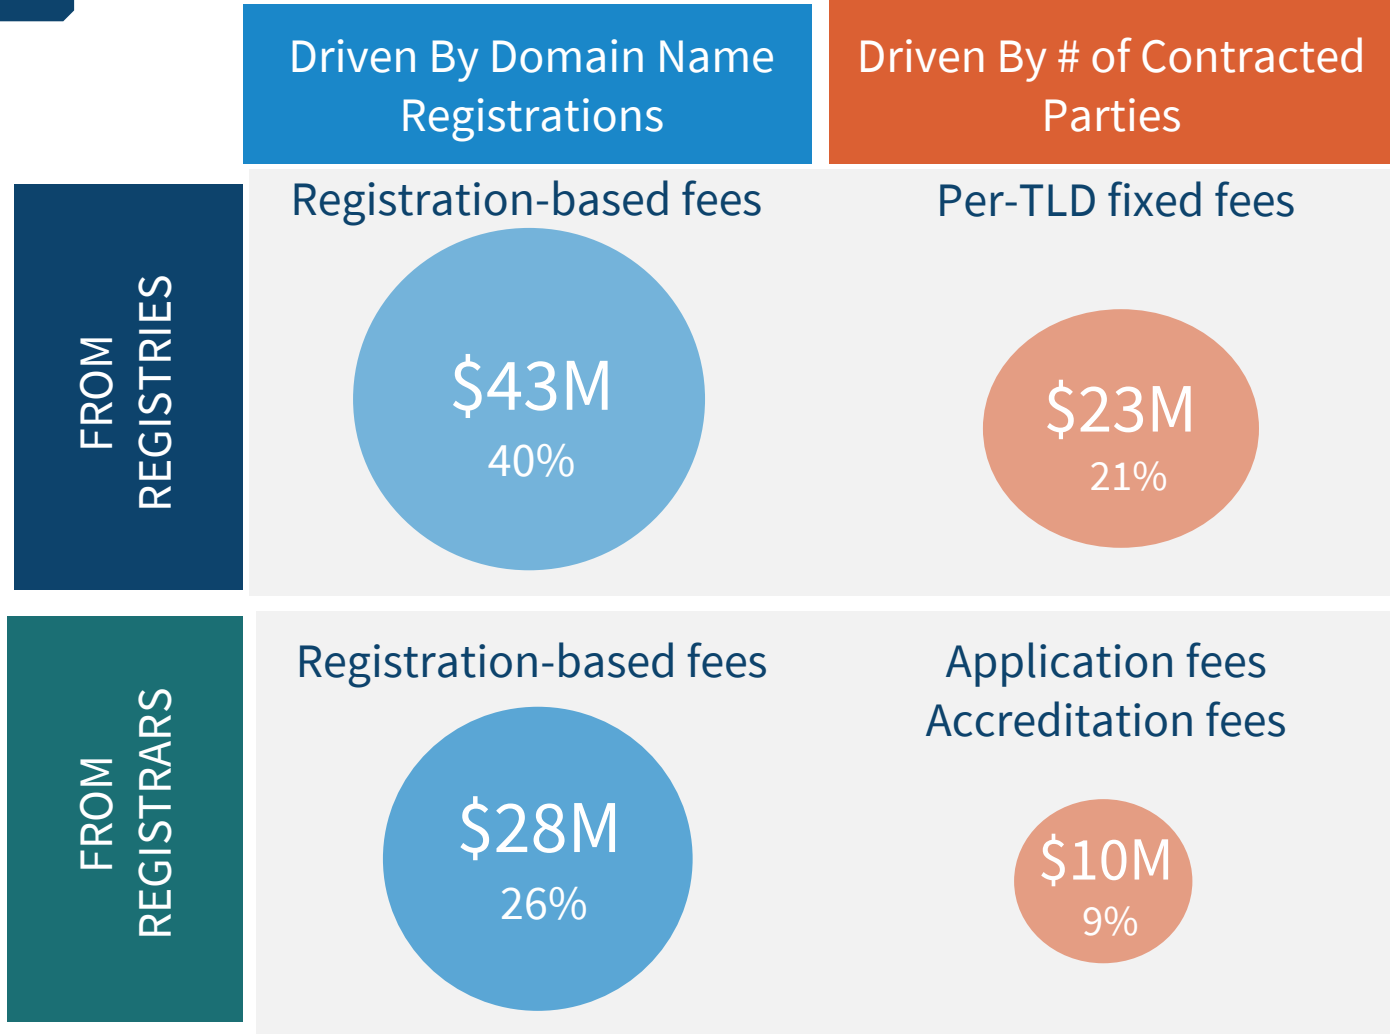 Driven By Domain Name
Registrations
Driven By # of Contracted
Parties
FROM
REGISTRIES
Registration-based fees
$43M
40%
Per-TLD fixed fees
$23M
21%
FROM
REGISTRARS
Registration-based fees
$28M
26%
Application fees
Accreditation fees
$10M
9%